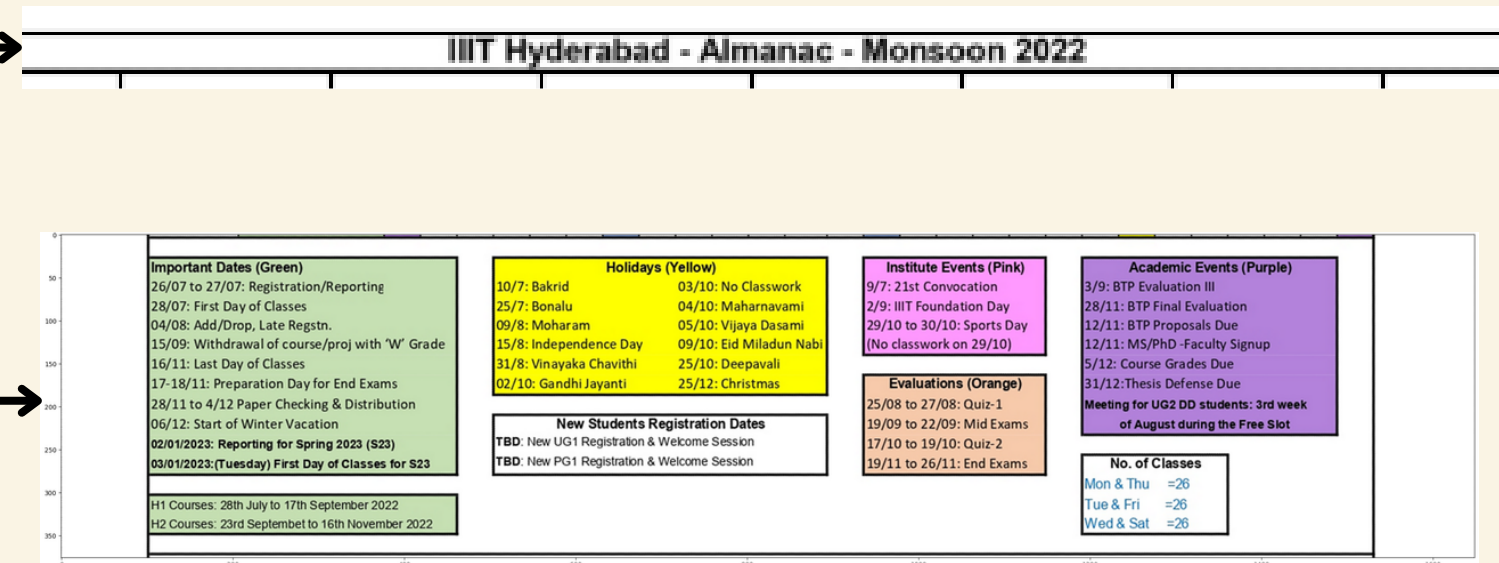 IIIT Hyderabad - Almanac - Monsoon 2022
Important Dates (Green)
26/07 to 27/07: Registration/Reporting
28/07: First Day of Classes
04/08: Add/Drop, Late Regstn.
15/09: Withdrawal of course/proj with ‘W’ Grade
16/11: Last Day of Classes
17-18/11: Preparation Day for End Exams
28/11 to 4/12 Paper Checking & Distribution
06/12: Start of Winter Vacation
02/01/2023: Reporting for Spring 2023 (S23)
03/01/2023:(Tuesday) First Day of Classes for S23
H1 Courses: 28th July to 17th September 2022
H2 Courses: 23rd Septembet to 16th November 2022
Holidays (Yellow)
10/7: Bakrid
25/7: Bonalu
09/8: Moharam
15/8: Independence Day
31/8: Vinayaka Chavithi
02/10: Gandhi Jayanti
03/10: No Classwork
04/10: Maharnavami
05/10: Vijaya Dasami
09/10: Eid Miladun Nabi
25/10: Deepavali
25/12: Christmas
New Students Registration Dates
TBD: New UG1 Registration & Welcome Session
TBD: New PG1 Registration & Welcome Session
Institute Events (Pink)
9/7: 21st Convocation
2/9: IIIT Foundation Day
29/10 to 30/10: Sports Day
(No classwork on 29/10)
Evaluations (Orange)
25/08 to 27/08: Quiz-1
19/09 to 22/09: Mid Exams
17/10 to 19/10: Quiz-2
19/11 to 26/11: End Exams
Academic Events (Purple)
3/9: BTP Evaluation III
28/11: BTP Final Evaluation
12/11: BTP Proposals Due
12/11: MS/PhD -Faculty Signup
5/12: Course Grades Due
31/12:Thesis Defense Due
Meeting for UG2 DD students: 3rd week
of August during the Free Slot
No. of Classes
Mon & Thu =26
Tue & Fri =26
Wed & Sat =26
0
50
100
150
200
250
300
350